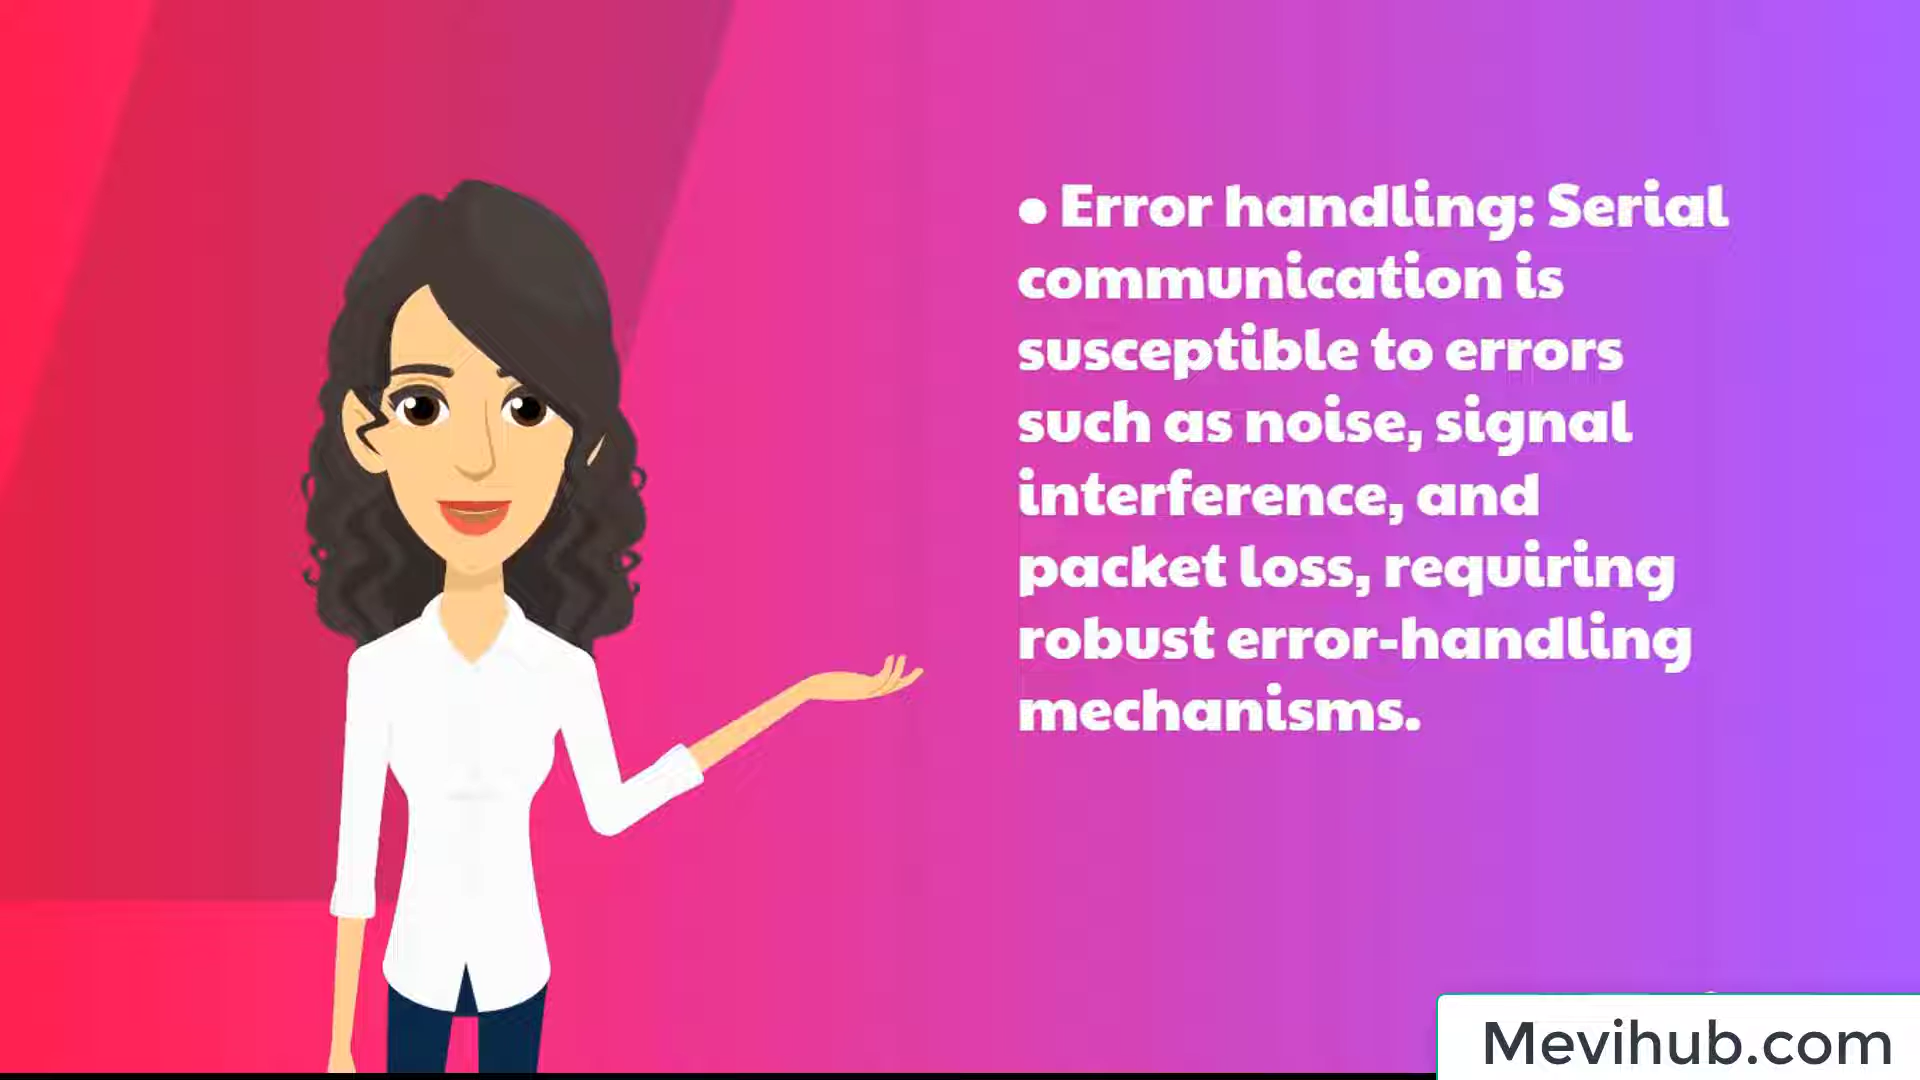 • Error handling: Serial
communication is
susceptible to errors
such as noise, signal
interference, and
packet loss, requiring
robust error-handling
mechanisms.
Mevihub.com